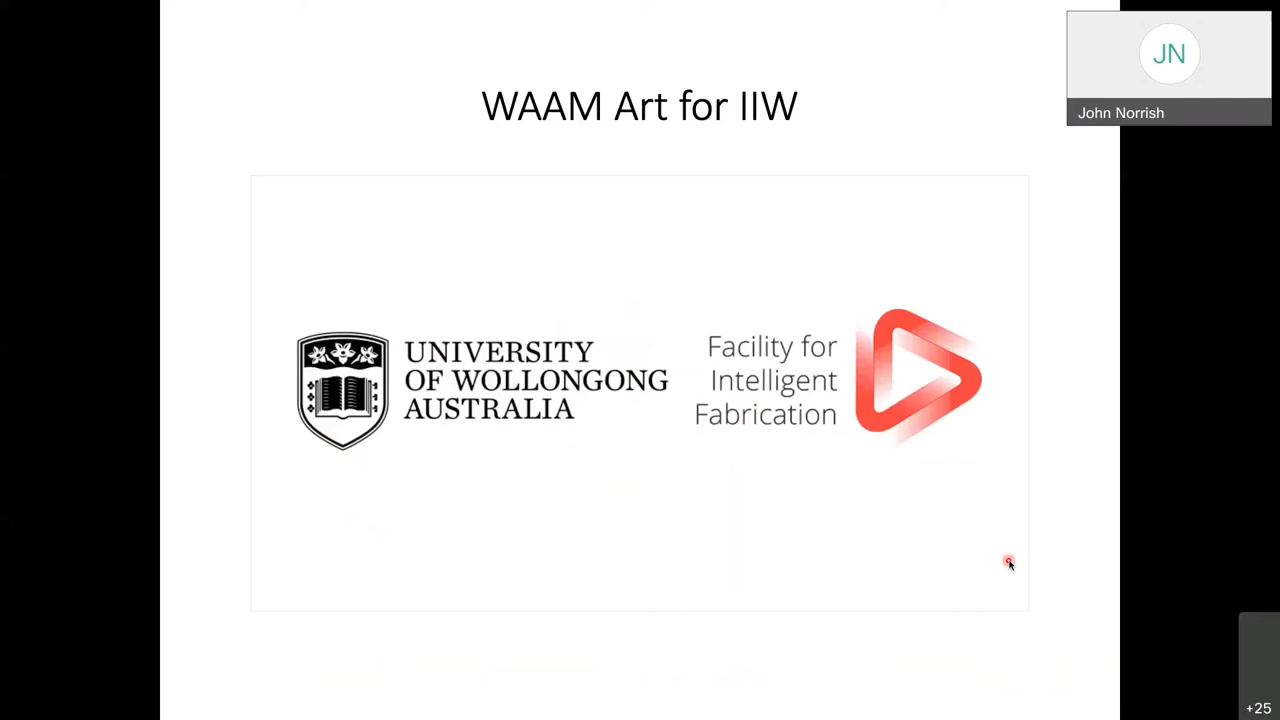 WAAM Art for IIW
JN
John Norrish
UNIVERSITY
OF WOLLONGONG
AUSTRALIA
Facility for
Intelligent
Fabrication
+25